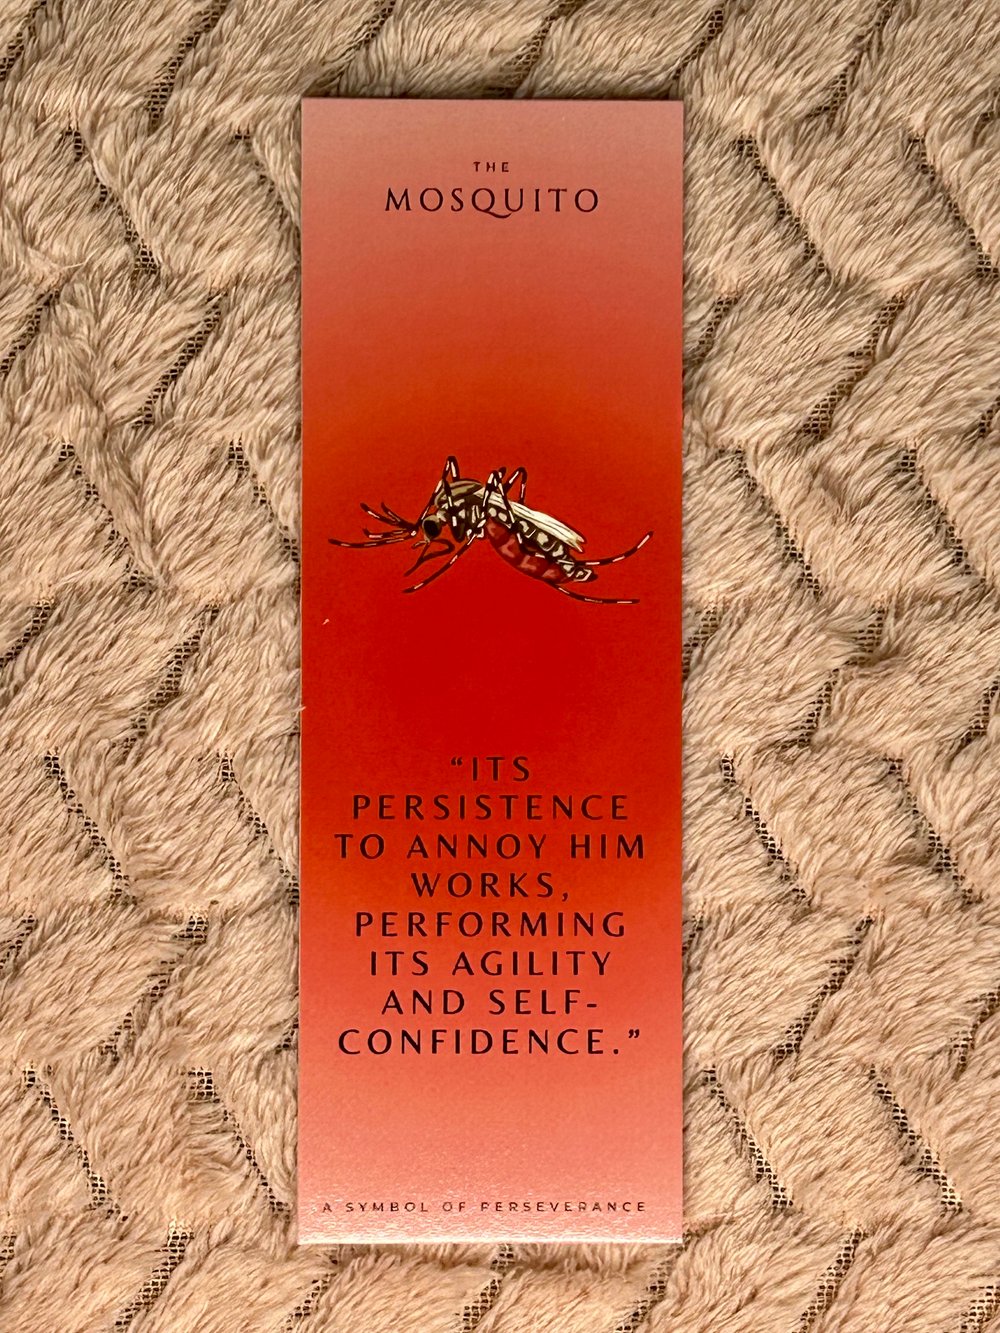 THE
MOSQUITO
“ITS
PERSISTENCE
TO ANNOY HIM
WORKS,
PERFORMING
ITS AGILITY
AND SELF-
CONFIDENCE.”
A SYMBOL OF PERSEVERANCE